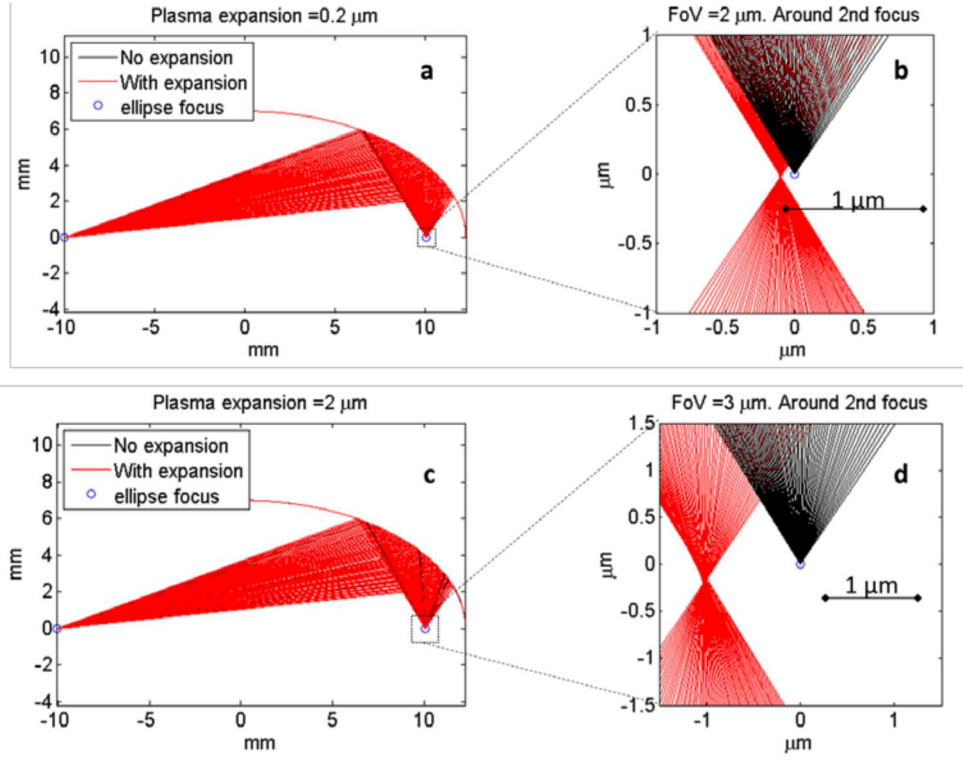 Plasma expansion =0.2 μm
FoV =2 μm. Around 2nd focus
No expansion
With expansion
ellipse focus
a
b
10
8
6
4
2
0
-2
-4
mm
-10
-5
0
5
10
mm
1
0.5
0
-0.5
-1
μm
1 μm
-1
-0.5
0
0.5
1
μm
Plasma expansion =2 μm
FoV =3 μm. Around 2nd focus
No expansion
With expansion
ellipse focus
c
d
10
8
6
4
2
0
-2
-4
mm
-10
-5
0
5
10
mm
1.5
1
0.5
0
-0.5
-1
-1.5
μm
1 μm
-1
0
1
μm